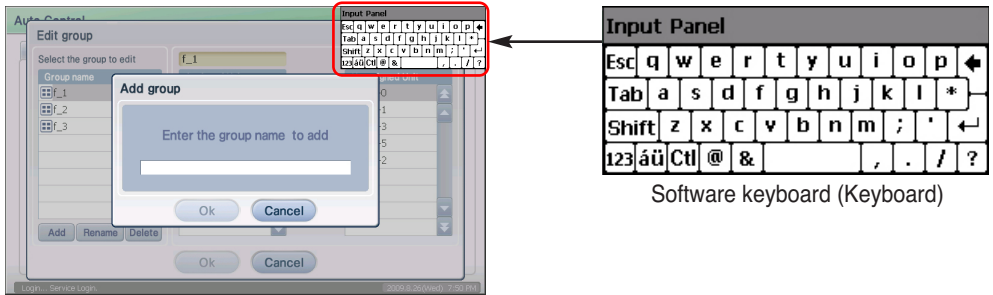 Auto Control
Edit group
Select the group to edit
f_1
Group name
f_1
f_2
f_3
Add group
Enter the group name to add
Ok
Cancel
Add
Rename
Delete
Ok
Cancel
Login... Service Login.
2009.8.26(Wed) 7:50 PM
Input Panel
Esc q w e r t y u i o p
Tab a s d f g h j k l *
Shift z x c v b n m ; '
123 áü Ctl @ & , . / ?
Input Panel
Esc q w e r t y u i o p
Tab a s d f g h j k l *
Shift z x c v b n m ; '
123 áü Ctl @ & , . / ?
Software keyboard (Keyboard)